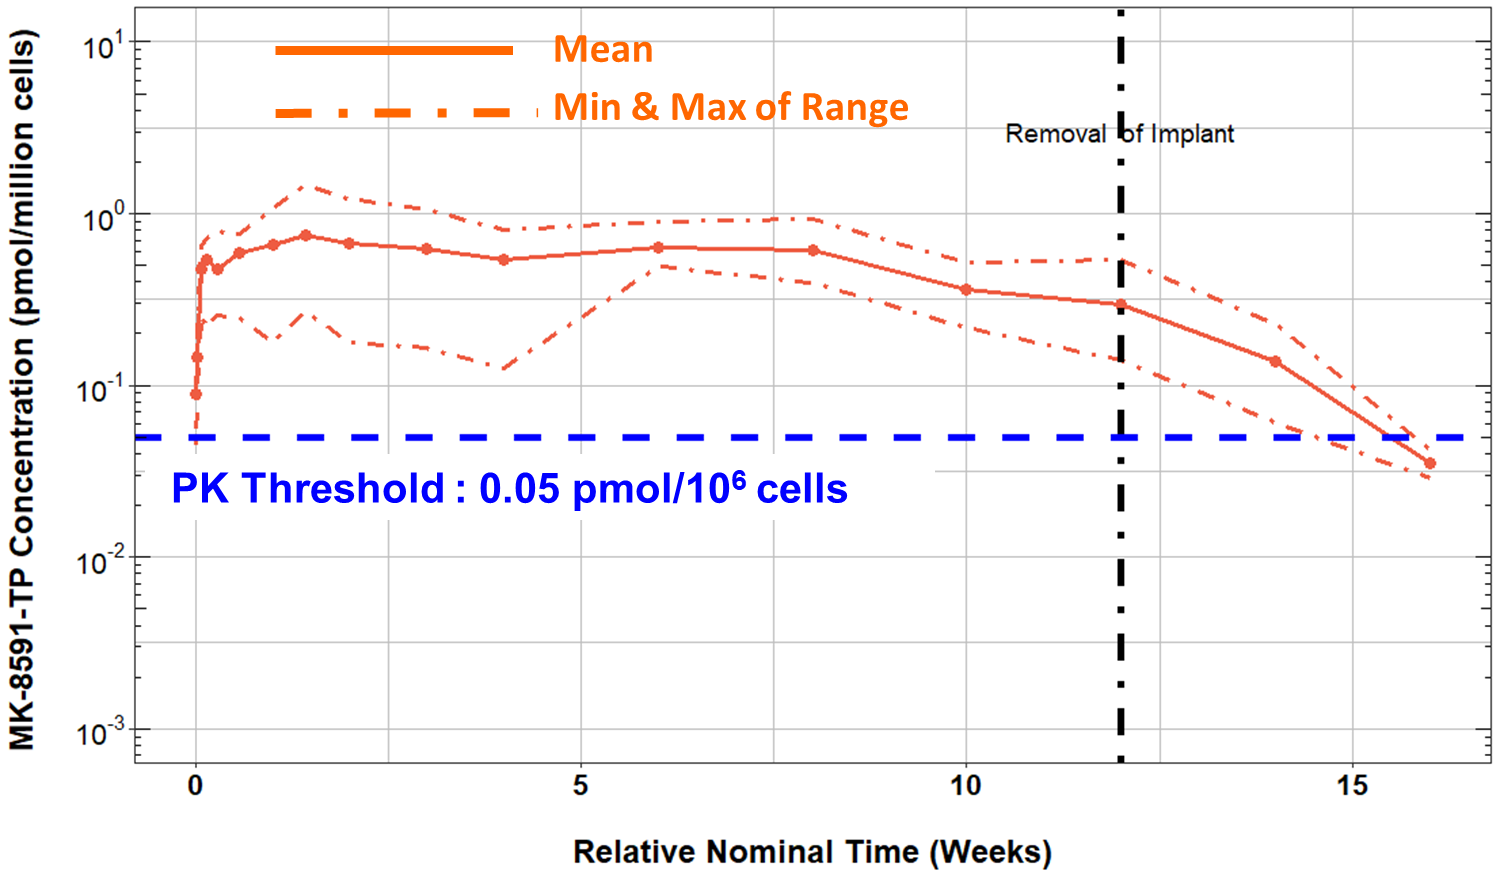 MK-8591-TP Concentration (pmol/million cells)
10¹
10⁰
10⁻¹
10⁻²
10⁻³
Mean
Min & Max of Range
Removal of Implant
PK Threshold : 0.05 pmol/10⁶ cells
0 5 10 15
Relative Nominal Time (Weeks)